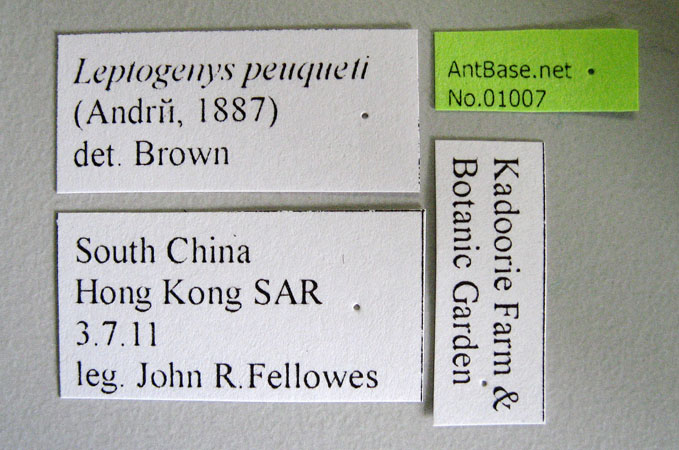 Leptogenys peuqueti
(Andrй, 1887)
det. Brown
AntBase.net
No.01007
South China
Hong Kong SAR
3.7.11
leg. John R.Fellowes
Kadoorie Farm &
Botanic Garden